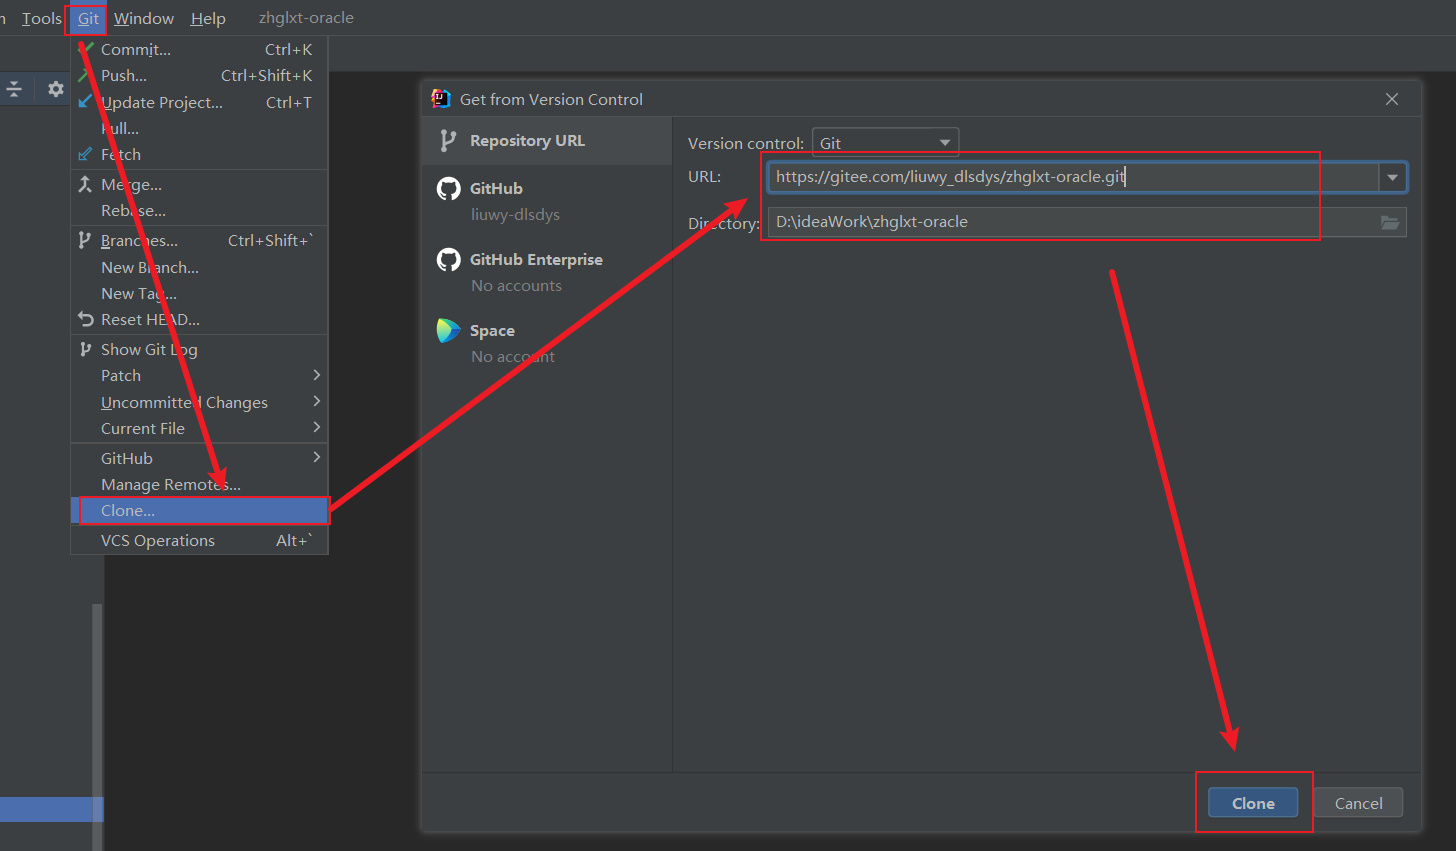 n Tools Git Window Help zhglxt-oracle
Commit... Ctrl+K
Push... Ctrl+Shift+K
Update Project... Ctrl+T
Pull...
Fetch
Merge...
Rebase...
Branches... Ctrl+Shift+`
New Branch...
New Tag...
Reset HEAD...
Show Git Log
Patch
Uncommitted Changes
Current File
GitHub
Manage Remotes...
Clone...
VCS Operations Alt+`
Get from Version Control
Repository URL
GitHub
liuwy-dlsdys
GitHub Enterprise
No accounts
Space
No account
Version control: Git
URL: https://gitee.com/liuwy_dlsdys/zhglxt-oracle.git
Directory: D:\ideaWork\zhglxt-oracle
Clone Cancel